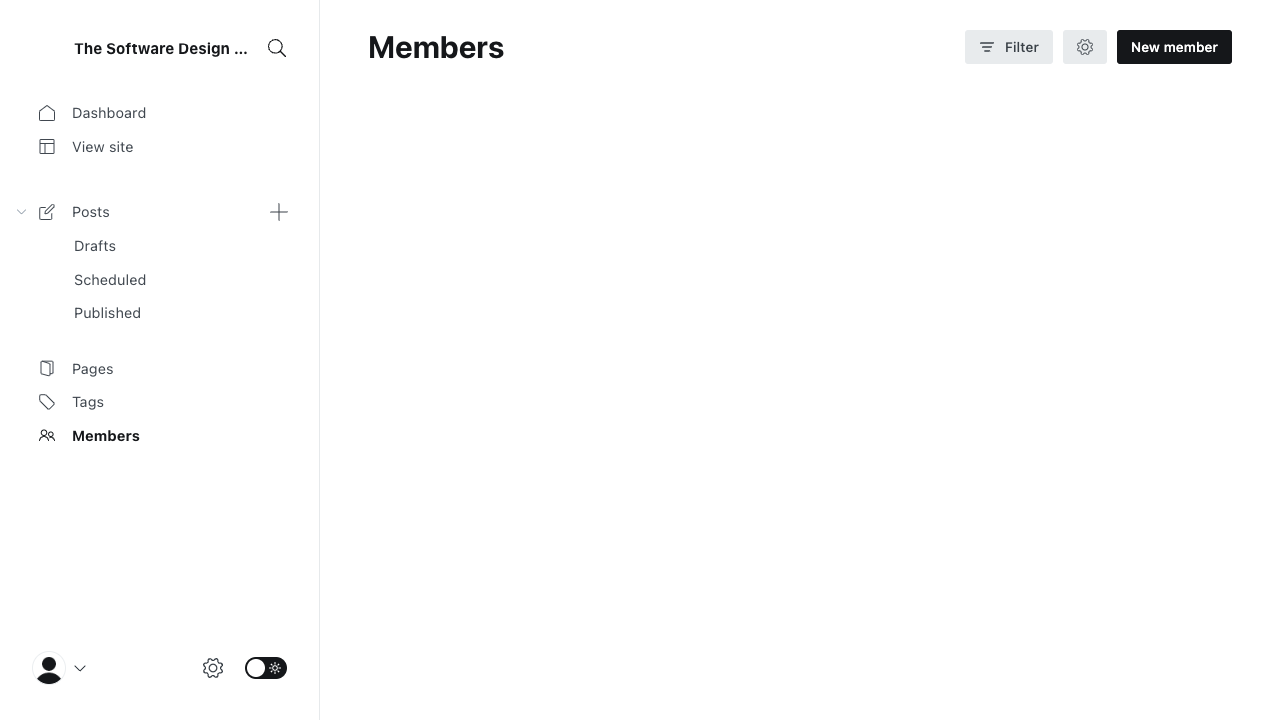 The Software Design ...
Members
Filter
New member
Dashboard
View site
Posts
Drafts
Scheduled
Published
Pages
Tags
Members